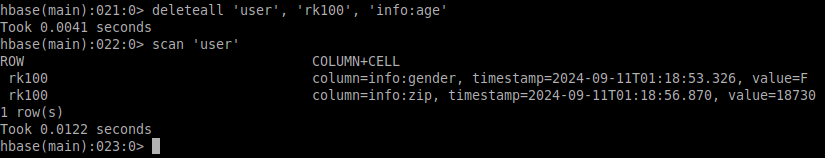 hbase(main):021:0> deleteall 'user', 'rk100', 'info:age'
Took 0.0041 seconds
hbase(main):022:0> scan 'user'
ROW COLUMN+CELL
rk100 column=info:gender, timestamp=2024-09-11T01:18:53.326, value=F
rk100 column=info:zip, timestamp=2024-09-11T01:18:56.870, value=18730
1 row(s)
Took 0.0122 seconds
hbase(main):023:0>